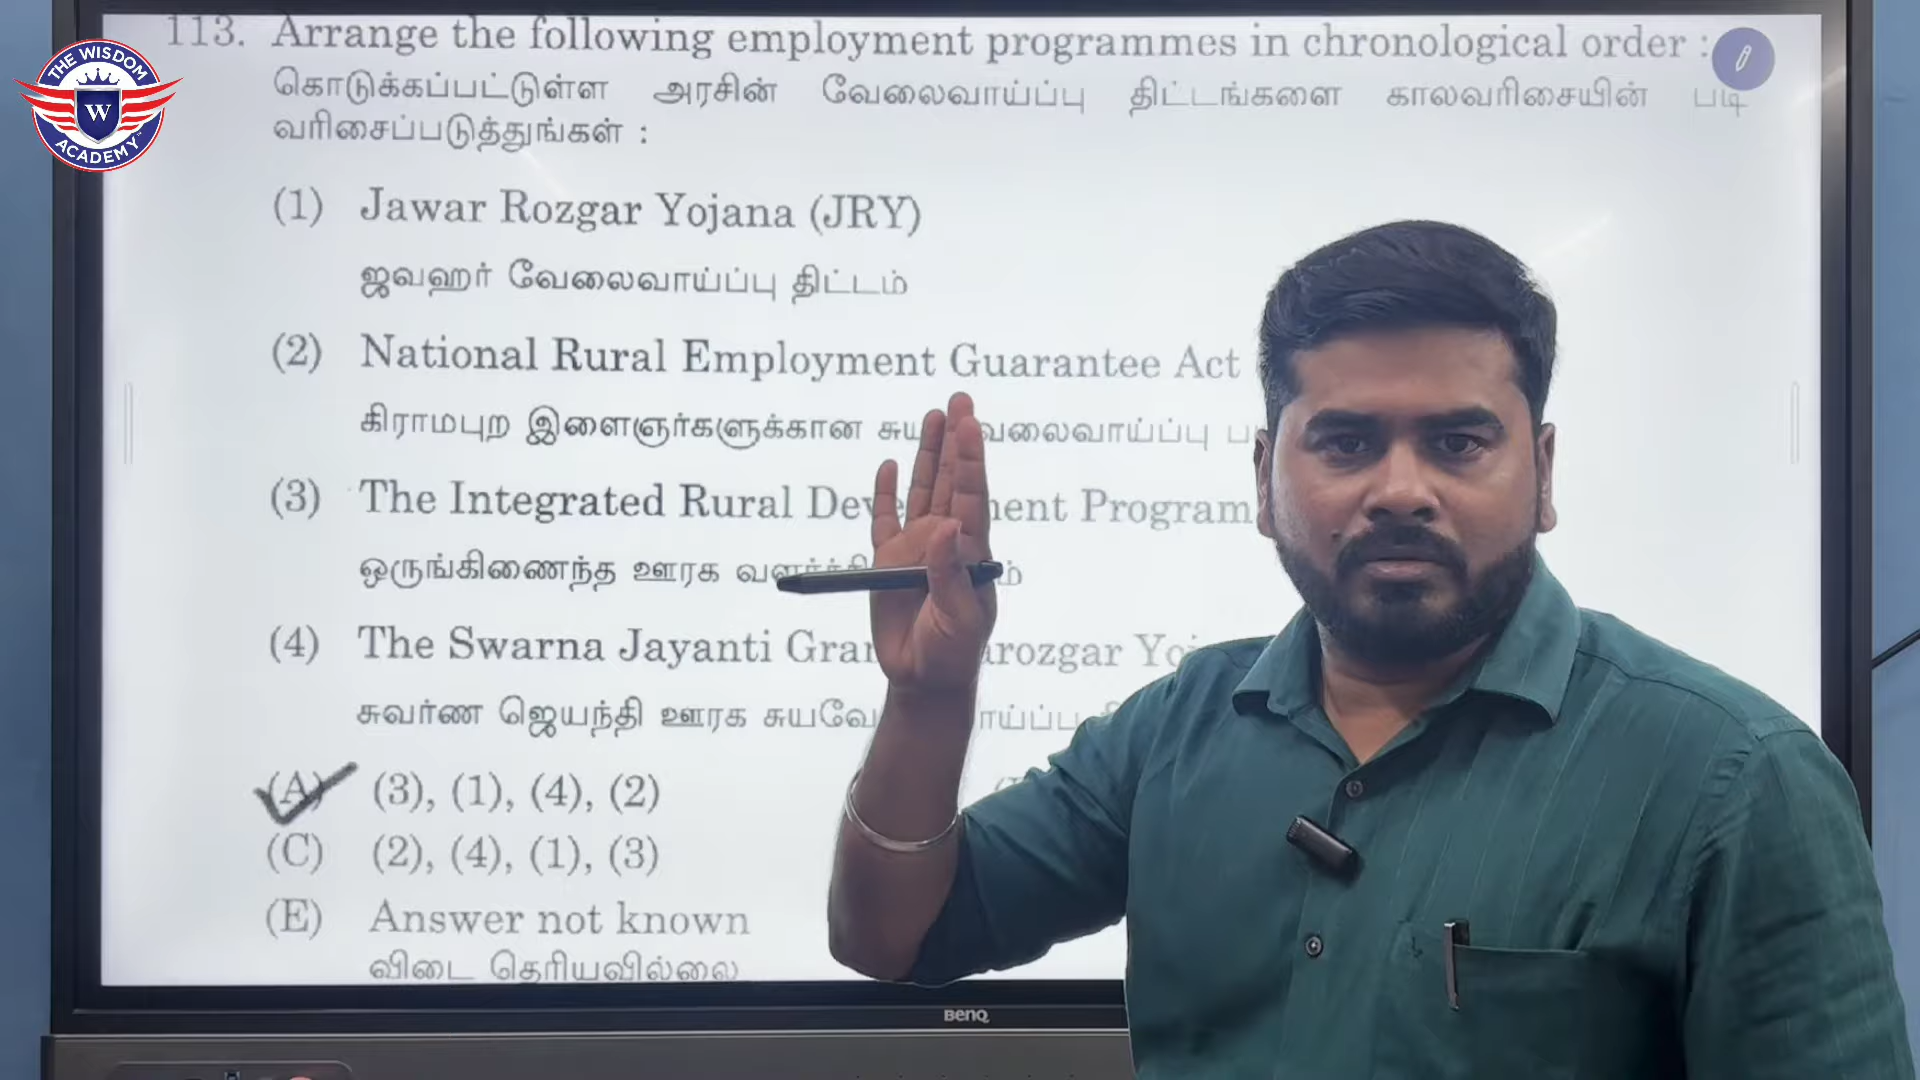 THE WISDOM
W
ACADEMY
113. Arrange the following employment programmes in chronological order :
கொடுக்கப்பட்டுள்ள அரசின் வேலைவாய்ப்பு திட்டங்களை காலவரிசையின் படி
வரிசைப்படுத்துங்கள் :
(1) Jawar Rozgar Yojana (JRY)
ஜவஹர் வேலைவாய்ப்பு திட்டம்
(2) National Rural Employment Guarantee Act
கிராமபுற இளைஞர்களுக்கான
(3) The Integrated Rural
ஒருங்கிணைந்த ஊரக
(4) The Swarna Jayanti
சுவர்ண ஜெயந்தி ஊரக
(A) (3), (1), (4), (2)
(C) (2), (4), (1), (3)
(E) Answer not known
விடை தெரியவில்லை
BenQ